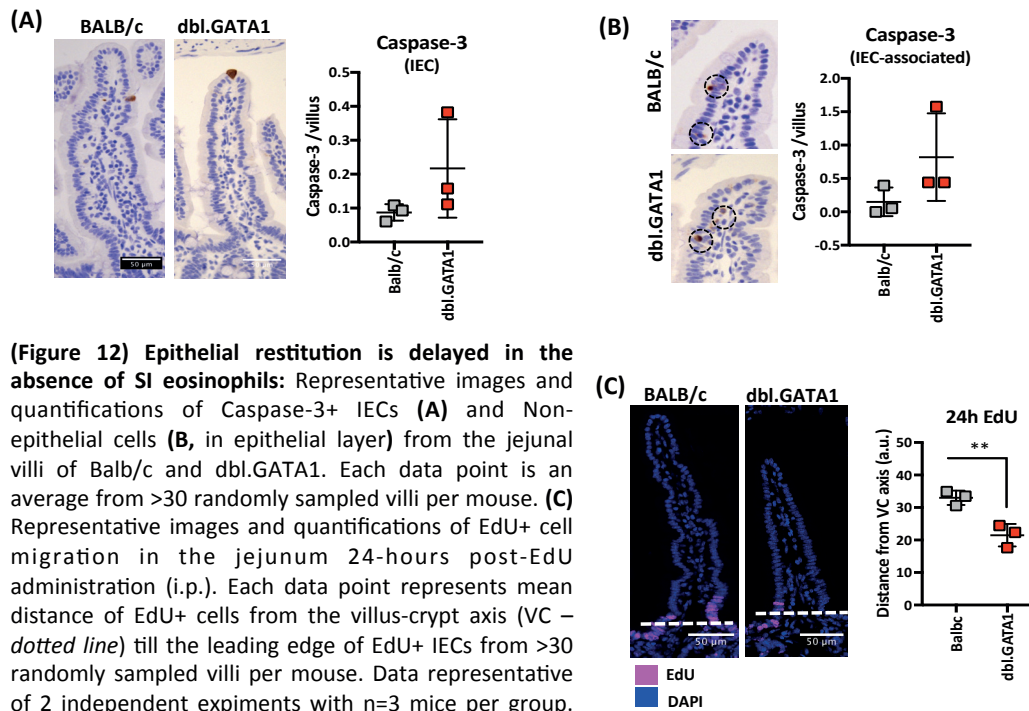 (A)
BALB/c dbl.GATA1
50 µm
Caspase-3
(IEC)
Caspase-3 /villus
0.5
0.4
0.3
0.2
0.1
0.0
Balb/c
dbl.GATA1
(B)
BALB/c
dbl.GATA1
Caspase-3
(IEC-associated)
Caspase-3 /villus
2.0
1.5
1.0
0.5
0.0
-0.5
Balb/c
dbl.GATA1
(Figure 12) Epithelial restitution is delayed in the
absence of SI eosinophils: Representative images and
quantifications of Caspase-3+ IECs (A) and Non-
epithelial cells (B, in epithelial layer) from the jejunal
villi of Balb/c and dbl.GATA1. Each data point is an
average from >30 randomly sampled villi per mouse. (C)
Representative images and quantifications of EdU+ cell
migration in the jejunum 24-hours post-EdU
administration (i.p.). Each data point represents mean
distance of EdU+ cells from the villus-crypt axis (VC –
dotted line) till the leading edge of EdU+ IECs from >30
randomly sampled villi per mouse. Data representative
of 2 independent expiments with n=3 mice per group.
(C)
BALB/c dbl.GATA1
50 µm 50 µm
EdU
DAPI
24h EdU
Distance from VC axis (a.u.)
50
40
30
20
10
0
**
Balbc
dbl.GATA1